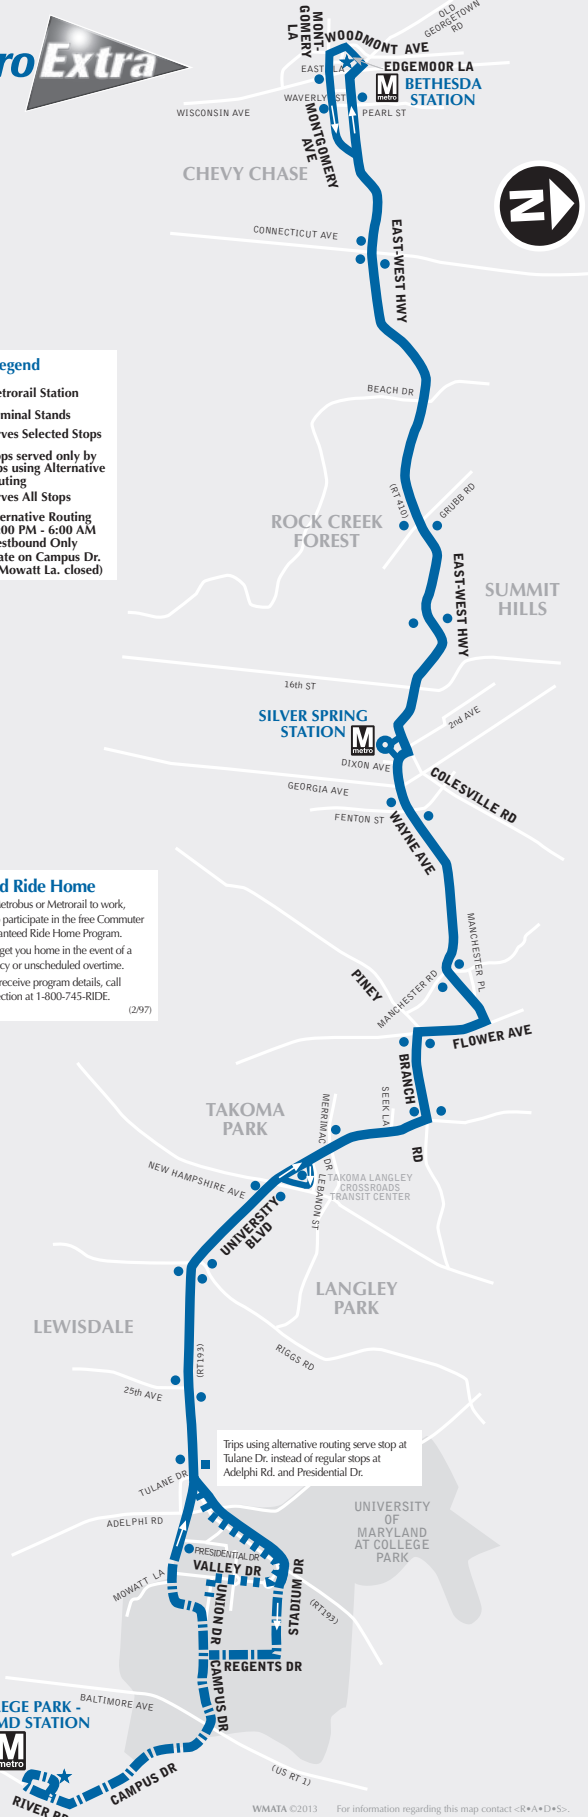 OLD
GEORGETOWN
RD
MONT-
GOMERY
LA
WOODMONT AVE
EAST LA
EDGEMOOR LA
M
metro
BETHESDA
STATION
WAVERLY ST
PEARL ST
WISCONSIN AVE
MONTGOMERY
AVE
ro Extra
CHEVY CHASE
N
CONNECTICUT AVE
EAST-WEST HWY
egend
etrorail Station
minal Stands
ves Selected Stops
ops served only by
ps using Alternative
uting
ves All Stops
ernative Routing
00 PM - 6:00 AM
estbound Only
ate on Campus Dr.
Mowatt La. closed)
BEACH DR
(RT 410)
GRUBB RD
ROCK CREEK
FOREST
EAST-WEST HWY
SUMMIT
HILLS
16th ST
SILVER SPRING
STATION
M
metro
2nd AVE
DIXON AVE
GEORGIA AVE
COLESVILLE RD
FENTON ST
WAYNE AVE
d Ride Home
etrobus or Metrorail to work,
participate in the free Commuter
anteed Ride Home Program.
get you home in the event of a
cy or unscheduled overtime.
receive program details, call
ection at 1-800-745-RIDE.
(2/97)
MANCHESTER PL
MANCHESTER RD
PINEY
BRANCH
RD
FLOWER AVE
SEEK LA
TAKOMA
PARK
MERRIMAC DR
LEBANON ST
NEW HAMPSHIRE AVE
TAKOMA LANGLEY
CROSSROADS
TRANSIT CENTER
UNIVERSITY
BLVD
LANGLEY
PARK
LEWISDALE
(RT193)
RIGGS RD
25th AVE
Trips using alternative routing serve stop at
Tulane Dr. instead of regular stops at
Adelphi Rd. and Presidential Dr.
TULANE DR
ADELPHI RD
UNIVERSITY
OF
MARYLAND
AT COLLEGE
PARK
PRESIDENTIAL DR
VALLEY DR
MOWATT LA
UNION DR
STADIUM DR
(RT193)
REGENTS DR
CAMPUS DR
BALTIMORE AVE
EGE PARK -
MD STATION
M
metro
CAMPUS DR
RIVER RD
(US RT 1)
WMATA ©2013 For information regarding this map contact <R•A•D•S>